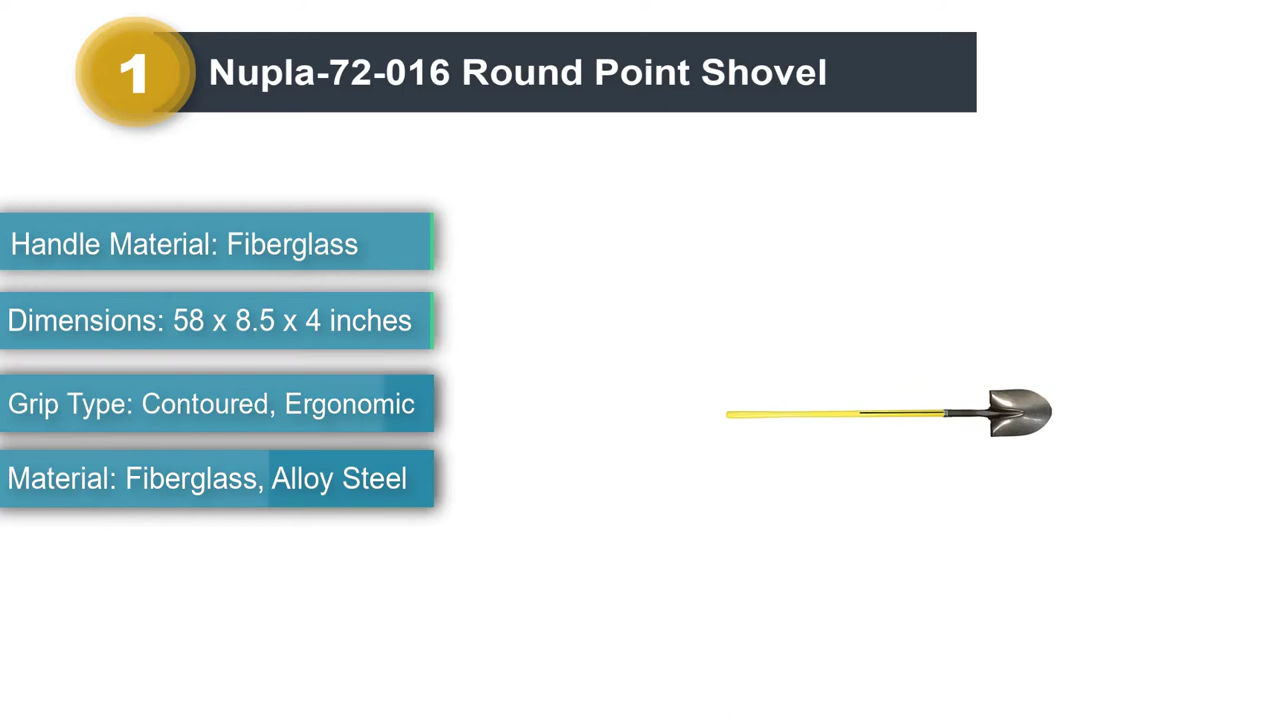 1
Nupla-72-016 Round Point Shovel
Handle Material: Fiberglass
Dimensions: 58 x 8.5 x 4 inches
Grip Type: Contoured, Ergonomic
Material: Fiberglass, Alloy Steel